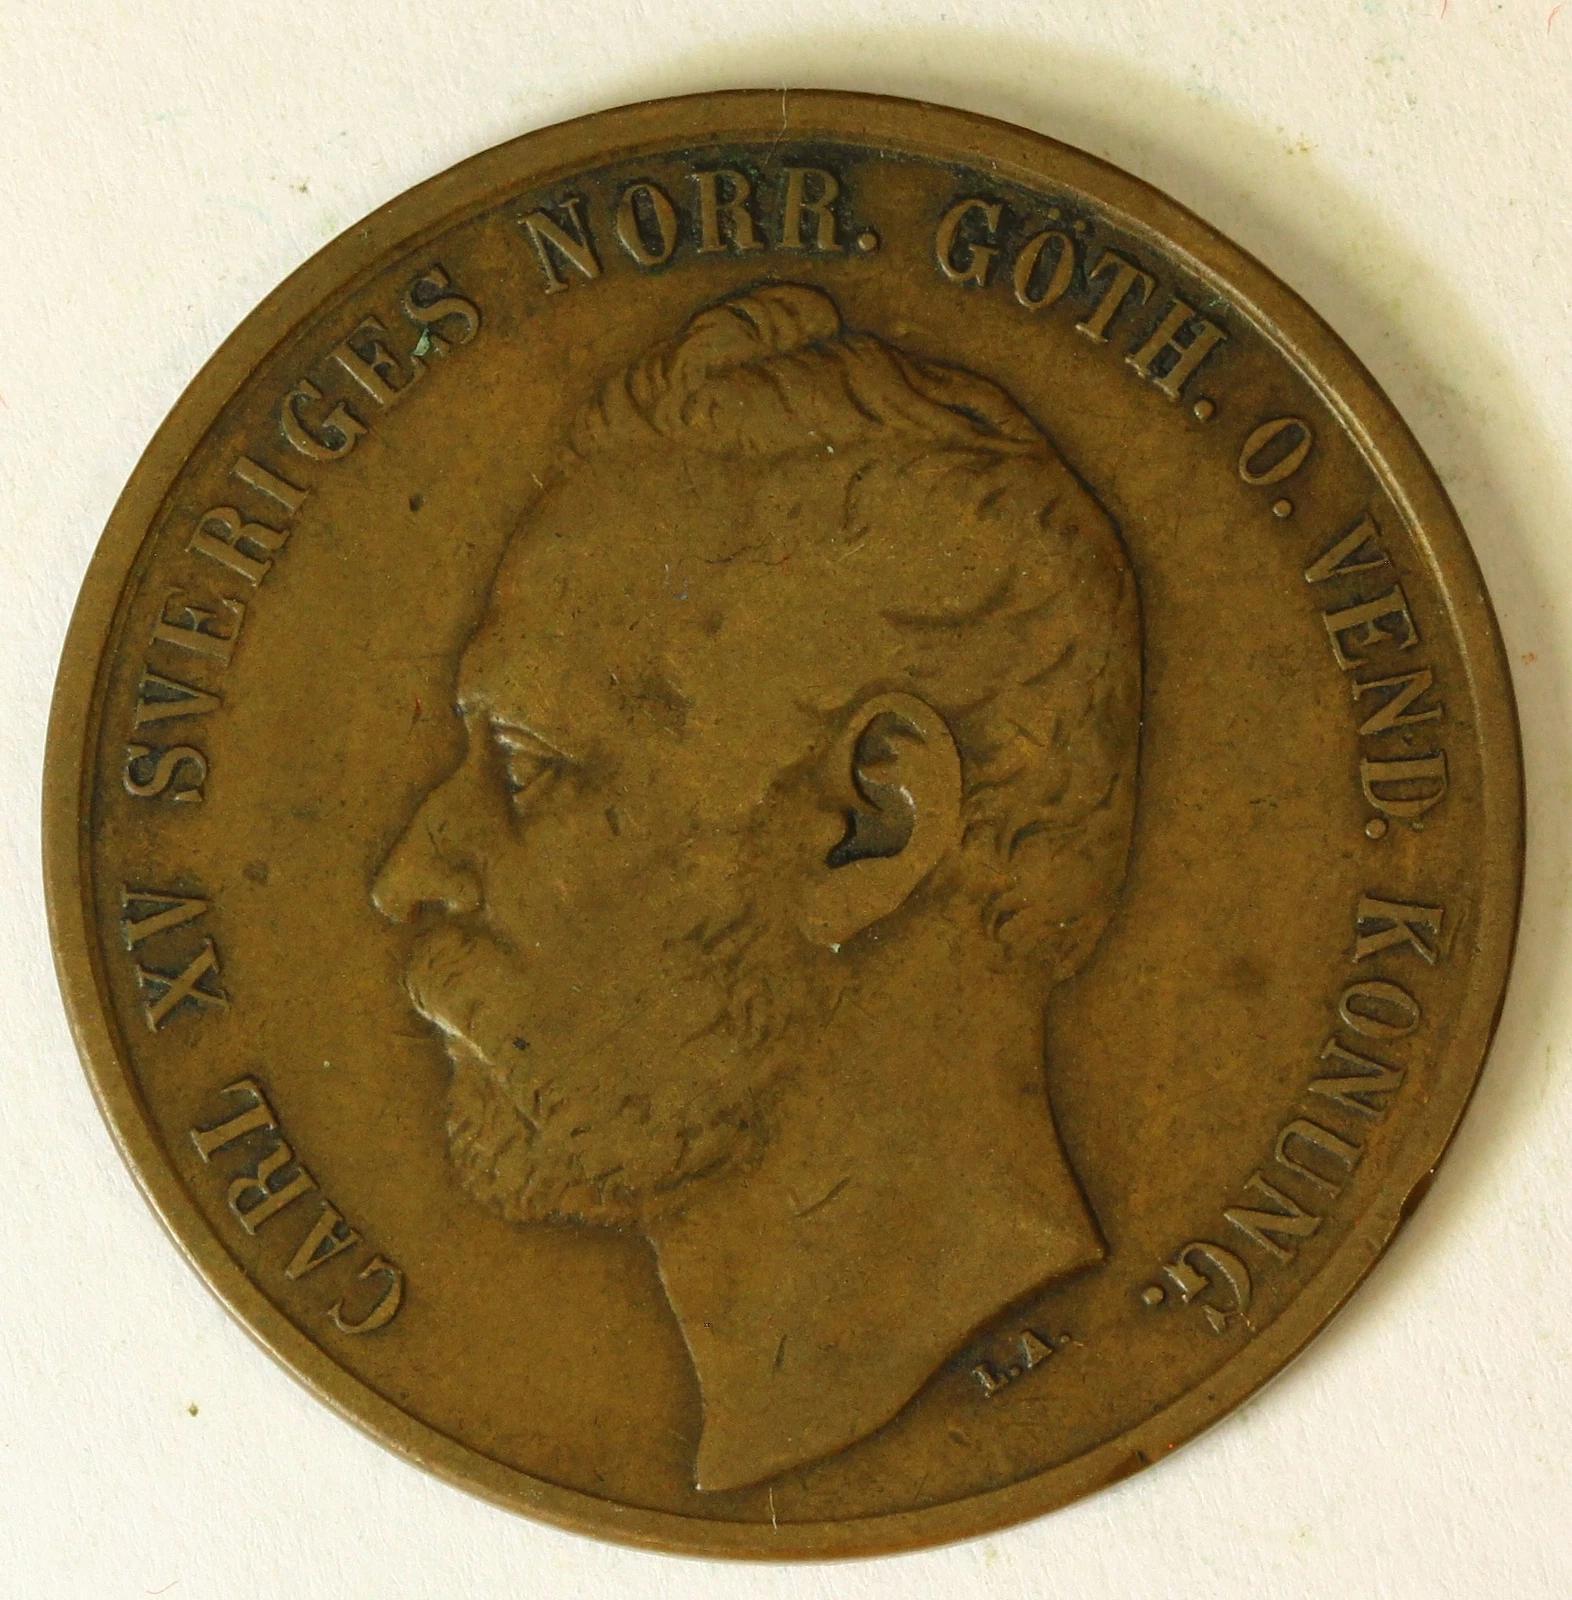 CARL XV SVERIGES NORR. GÖTH. O. VEND. KONUNG.
L.A.